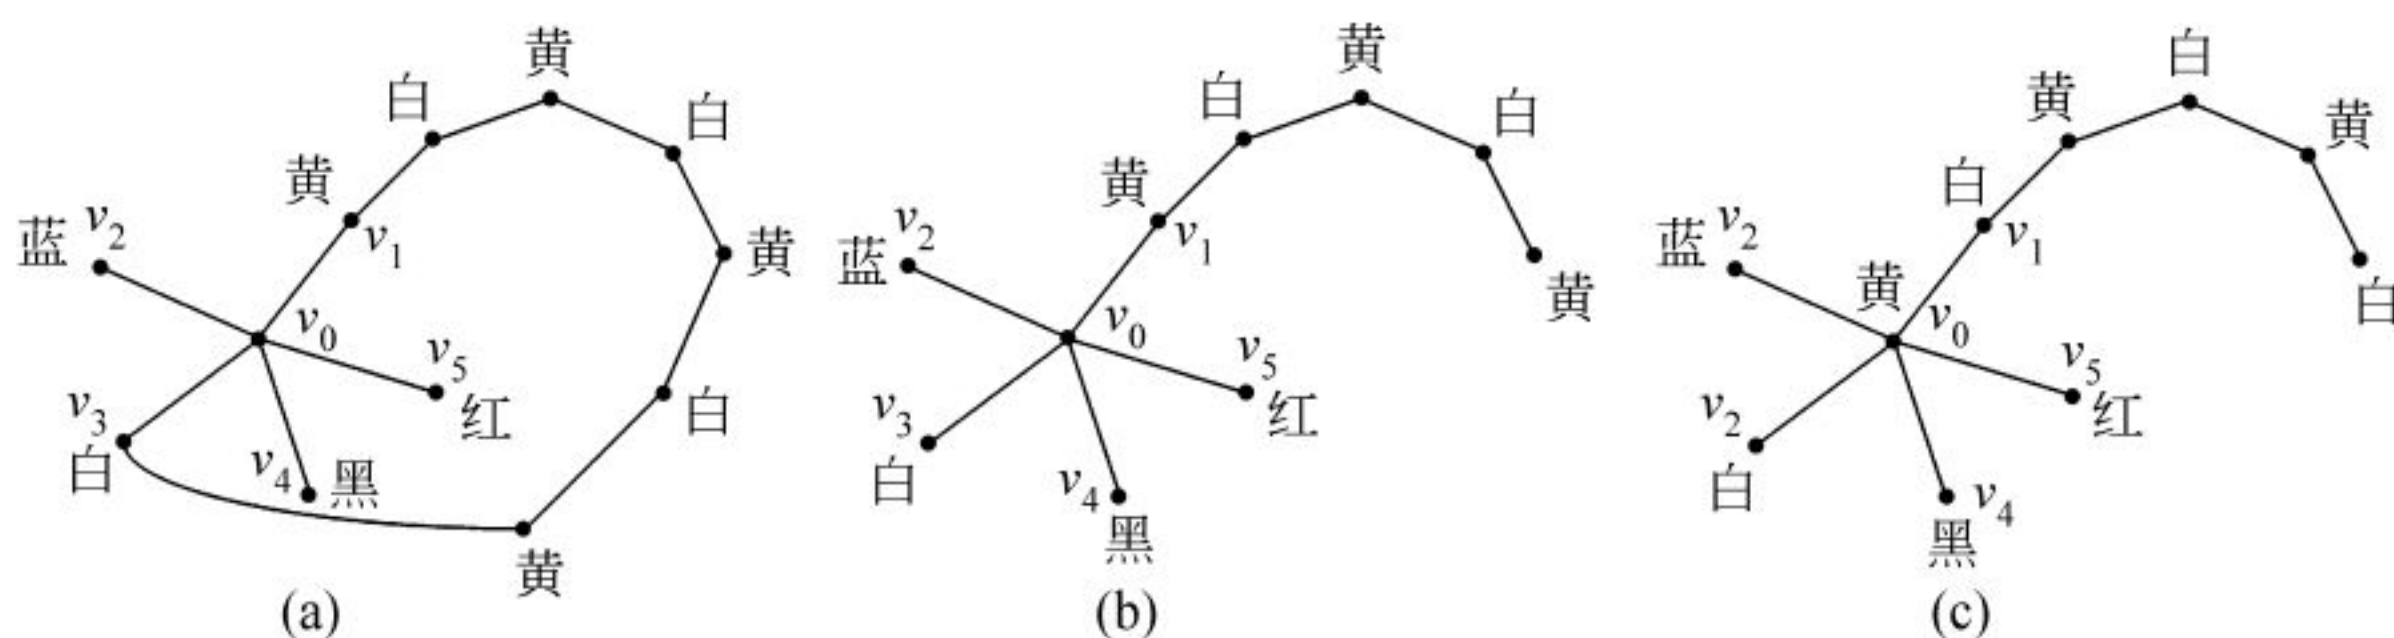 黄
白
白
黄
蓝
v2
v1
黄
v0
v5
红
v3
白
v4
黑
白
黄
(a)
黄
白
白
黄
蓝
v2
v1
v0
黄
v5
红
v3
白
v4
黑
(b)
白
黄
黄
白
蓝
v2
v1
黄
v0
白
v5
红
v2
白
v4
黑
(c)